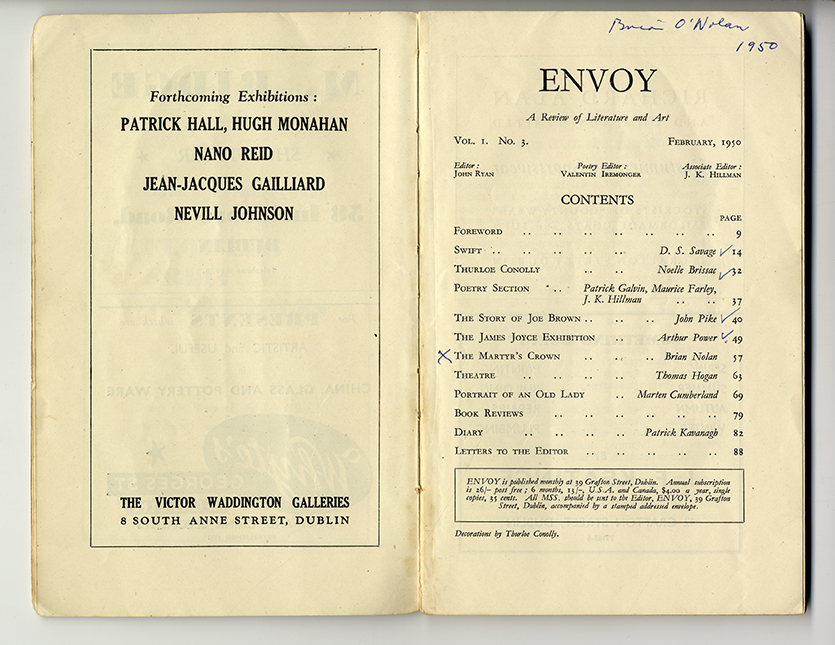 Forthcoming Exhibitions :
PATRICK HALL, HUGH MONAHAN
NANO REID
JEAN-JACQUES GAILLIARD
NEVILL JOHNSON
THE VICTOR WADDINGTON GALLERIES
8 SOUTH ANNE STREET, DUBLIN
Brian O'Nolan
1950
ENVOY
A Review of Literature and Art
VOL. I. NO. 3. FEBRUARY, 1950
Editor : Poetry Editor : Associate Editor :
JOHN RYAN VALENTIN IREMONGER J. K. HILLMAN
CONTENTS
PAGE
FOREWORD .. .. .. .. .. .. .. 9
SWIFT .. .. .. .. .. D. S. Savage 14
THURLOE CONOLLY .. .. Noelle Brissac 32
POETRY SECTION .. Patrick Galvin, Maurice Farley,
J. K. Hillman .. .. 37
THE STORY OF JOE BROWN .. .. .. John Pike 40
THE JAMES JOYCE EXHIBITION .. Arthur Power 49
THE MARTYR'S CROWN .. .. .. Brian Nolan 57
THEATRE .. .. .. .. Thomas Hogan 63
PORTRAIT OF AN OLD LADY .. Marten Cumberland 69
BOOK REVIEWS .. .. .. .. .. .. 79
DIARY .. .. .. .. Patrick Kavanagh 82
LETTERS TO THE EDITOR .. .. .. .. .. 88
ENVOY is published monthly at 39 Grafton Street, Dublin. Annual subscription
is 26/- post free ; 6 months, 13/-, U.S.A. and Canada, $4.00 a year, single
copies, 35 cents. All MSS. should be sent to the Editor, ENVOY, 39 Grafton
Street, Dublin, accompanied by a stamped addressed envelope.
Decorations by Thurloe Conolly.